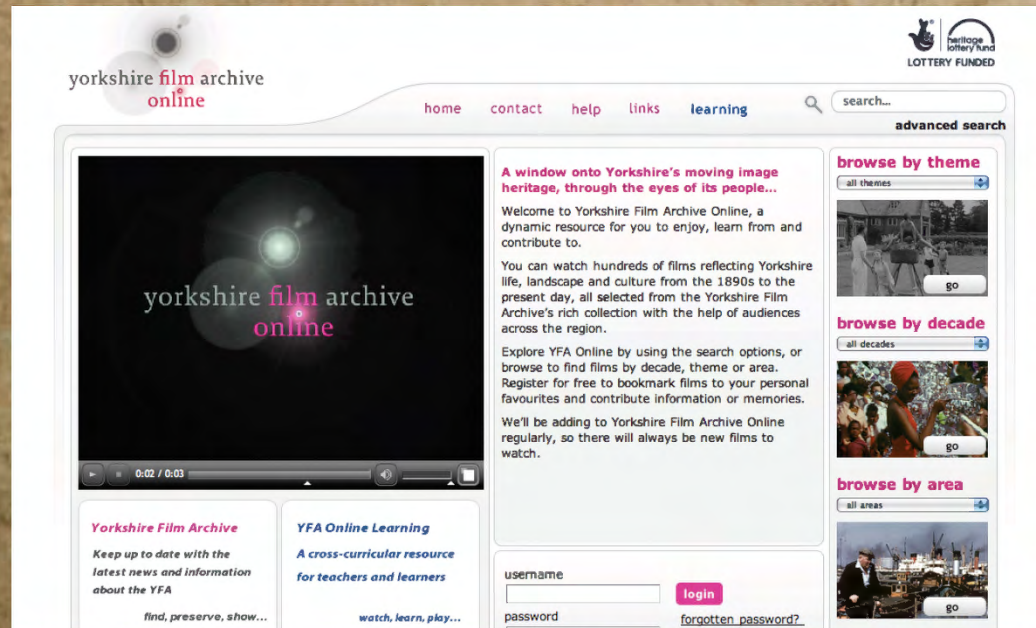 yorkshire film archive
online
heritage
lottery fund
LOTTERY FUNDED
home contact help links learning
search...
advanced search
yorkshire film archive
online
0:02 / 0:03
A window onto Yorkshire's moving image
heritage, through the eyes of its people...
Welcome to Yorkshire Film Archive Online, a
dynamic resource for you to enjoy, learn from and
contribute to.
You can watch hundreds of films reflecting Yorkshire
life, landscape and culture from the 1890s to the
present day, all selected from the Yorkshire Film
Archive's rich collection with the help of audiences
across the region.
Explore YFA Online by using the search options, or
browse to find films by decade, theme or area.
Register for free to bookmark films to your personal
favourites and contribute information or memories.
We'll be adding to Yorkshire Film Archive Online
regularly, so there will always be new films to
watch.
browse by theme
all themes
go
browse by decade
all decades
go
browse by area
all areas
go
Yorkshire Film Archive
Keep up to date with the
latest news and information
about the YFA
find, preserve, show...
YFA Online Learning
A cross-curricular resource
for teachers and learners
watch, learn, play...
username
login
password
forgotten password?